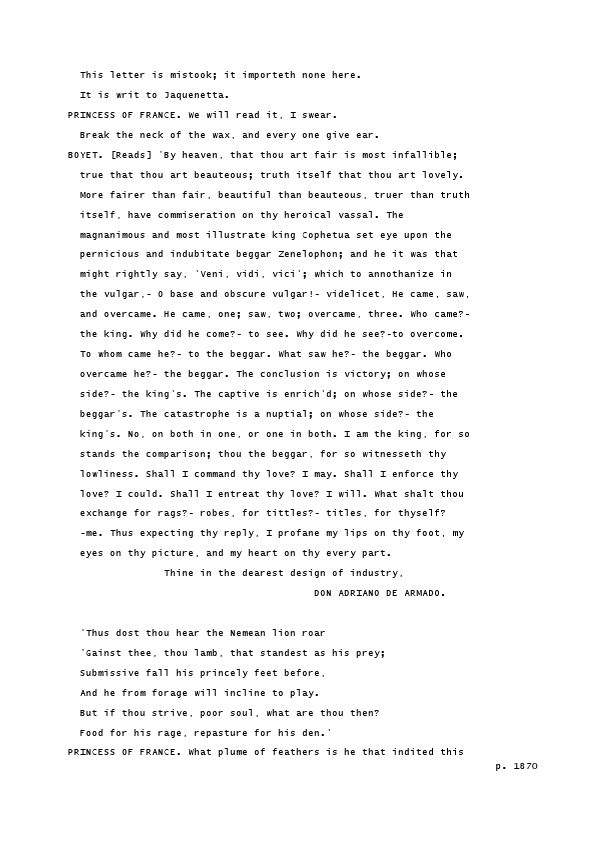 This letter is mistook; it importeth none here.
It is writ to Jaquenetta.
PRINCESS OF FRANCE. We will read it, I swear.
Break the neck of the wax, and every one give ear.
BOYET. [Reads] 'By heaven, that thou art fair is most infallible;
true that thou art beauteous; truth itself that thou art lovely.
More fairer than fair, beautiful than beauteous, truer than truth
itself, have commiseration on thy heroical vassal. The
magnanimous and most illustrate king Cophetua set eye upon the
pernicious and indubitate beggar Zenelophon; and he it was that
might rightly say, 'Veni, vidi, vici'; which to annothanize in
the vulgar,- O base and obscure vulgar!- videlicet, He came, saw,
and overcame. He came, one; saw, two; overcame, three. Who came?-
the king. Why did he come?- to see. Why did he see?-to overcome.
To whom came he?- to the beggar. What saw he?- the beggar. Who
overcame he?- the beggar. The conclusion is victory; on whose
side?- the king's. The captive is enrich'd; on whose side?- the
beggar's. The catastrophe is a nuptial; on whose side?- the
king's. No, on both in one, or one in both. I am the king, for so
stands the comparison; thou the beggar, for so witnesseth thy
lowliness. Shall I command thy love? I may. Shall I enforce thy
love? I could. Shall I entreat thy love? I will. What shalt thou
exchange for rags?- robes, for tittles?- titles, for thyself?
-me. Thus expecting thy reply, I profane my lips on thy foot, my
eyes on thy picture, and my heart on thy every part.
Thine in the dearest design of industry,
DON ADRIANO DE ARMADO.
'Thus dost thou hear the Nemean lion roar
'Gainst thee, thou lamb, that standest as his prey;
Submissive fall his princely feet before,
And he from forage will incline to play.
But if thou strive, poor soul, what are thou then?
Food for his rage, repasture for his den.'
PRINCESS OF FRANCE. What plume of feathers is he that indited this
p. 1870